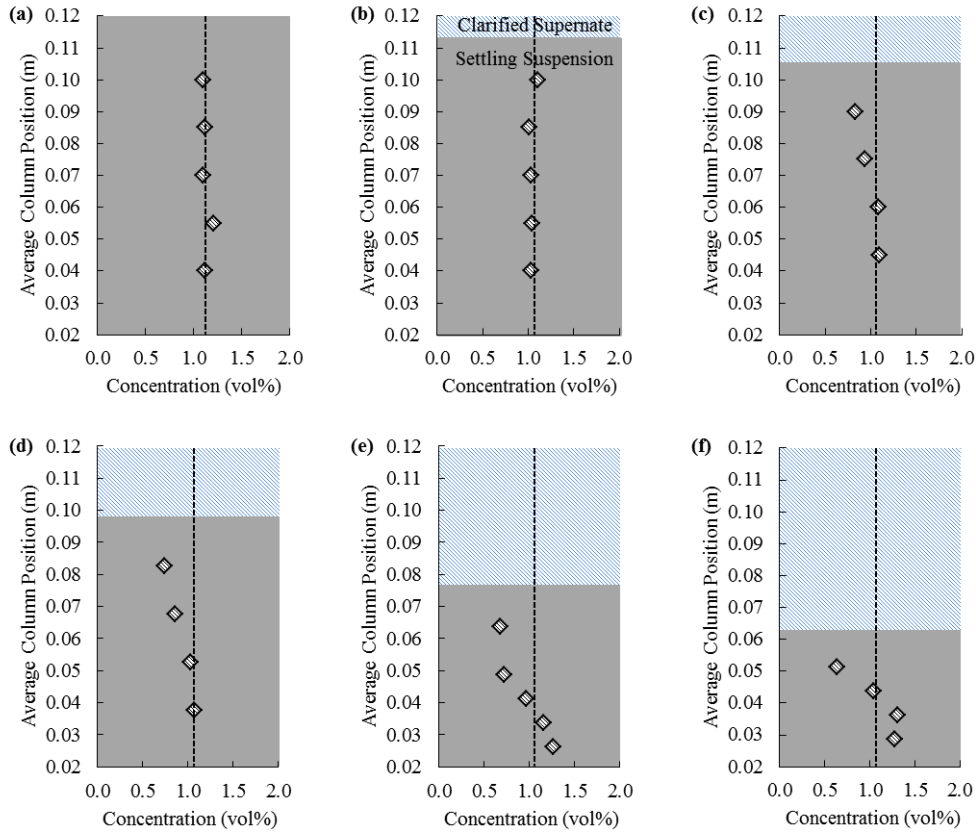 (a)
0.12
0.11
0.10
0.09
0.08
0.07
0.06
0.05
0.04
0.03
0.02
Average Column Position (m)
0.0 0.5 1.0 1.5 2.0
Concentration (vol%)
(b)
Clarified Supernate
Settling Suspension
0.12
0.11
0.10
0.09
0.08
0.07
0.06
0.05
0.04
0.03
0.02
Average Column Position (m)
0.0 0.5 1.0 1.5 2.0
Concentration (vol%)
(c)
0.12
0.11
0.10
0.09
0.08
0.07
0.06
0.05
0.04
0.03
0.02
Average Column Position (m)
0.0 0.5 1.0 1.5 2.0
Concentration (vol%)
(d)
0.12
0.11
0.10
0.09
0.08
0.07
0.06
0.05
0.04
0.03
0.02
Average Column Position (m)
0.0 0.5 1.0 1.5 2.0
Concentration (vol%)
(e)
0.12
0.11
0.10
0.09
0.08
0.07
0.06
0.05
0.04
0.03
0.02
Average Column Position (m)
0.0 0.5 1.0 1.5 2.0
Concentration (vol%)
(f)
0.12
0.11
0.10
0.09
0.08
0.07
0.06
0.05
0.04
0.03
0.02
Average Column Position (m)
0.0 0.5 1.0 1.5 2.0
Concentration (vol%)